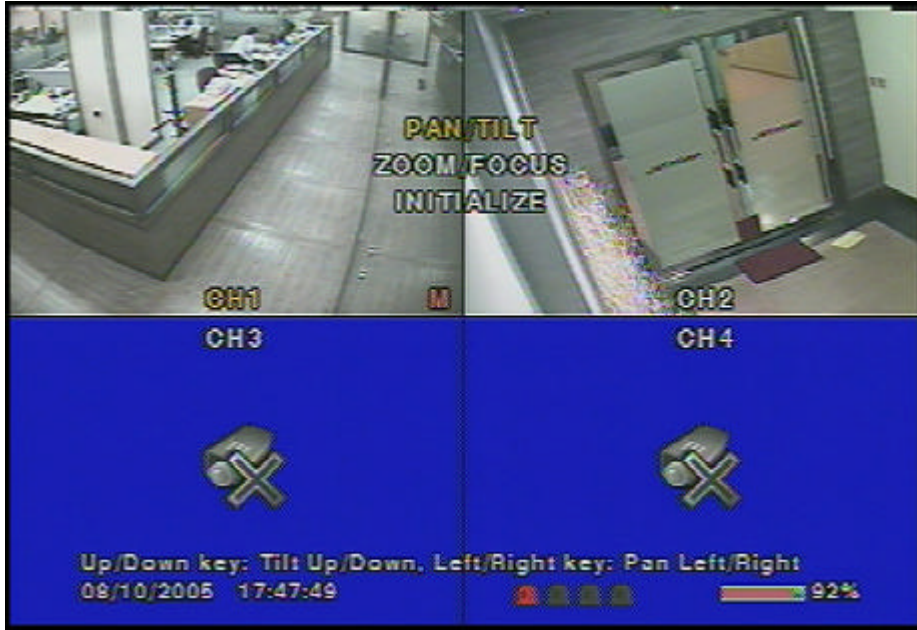 PAN/TILT
ZOOM/FOCUS
INITIALIZE
CH1
M
CH2
CH3
CH4
Up/Down key: Tilt Up/Down, Left/Right key: Pan Left/Right
08/10/2005 17:47:49
92%